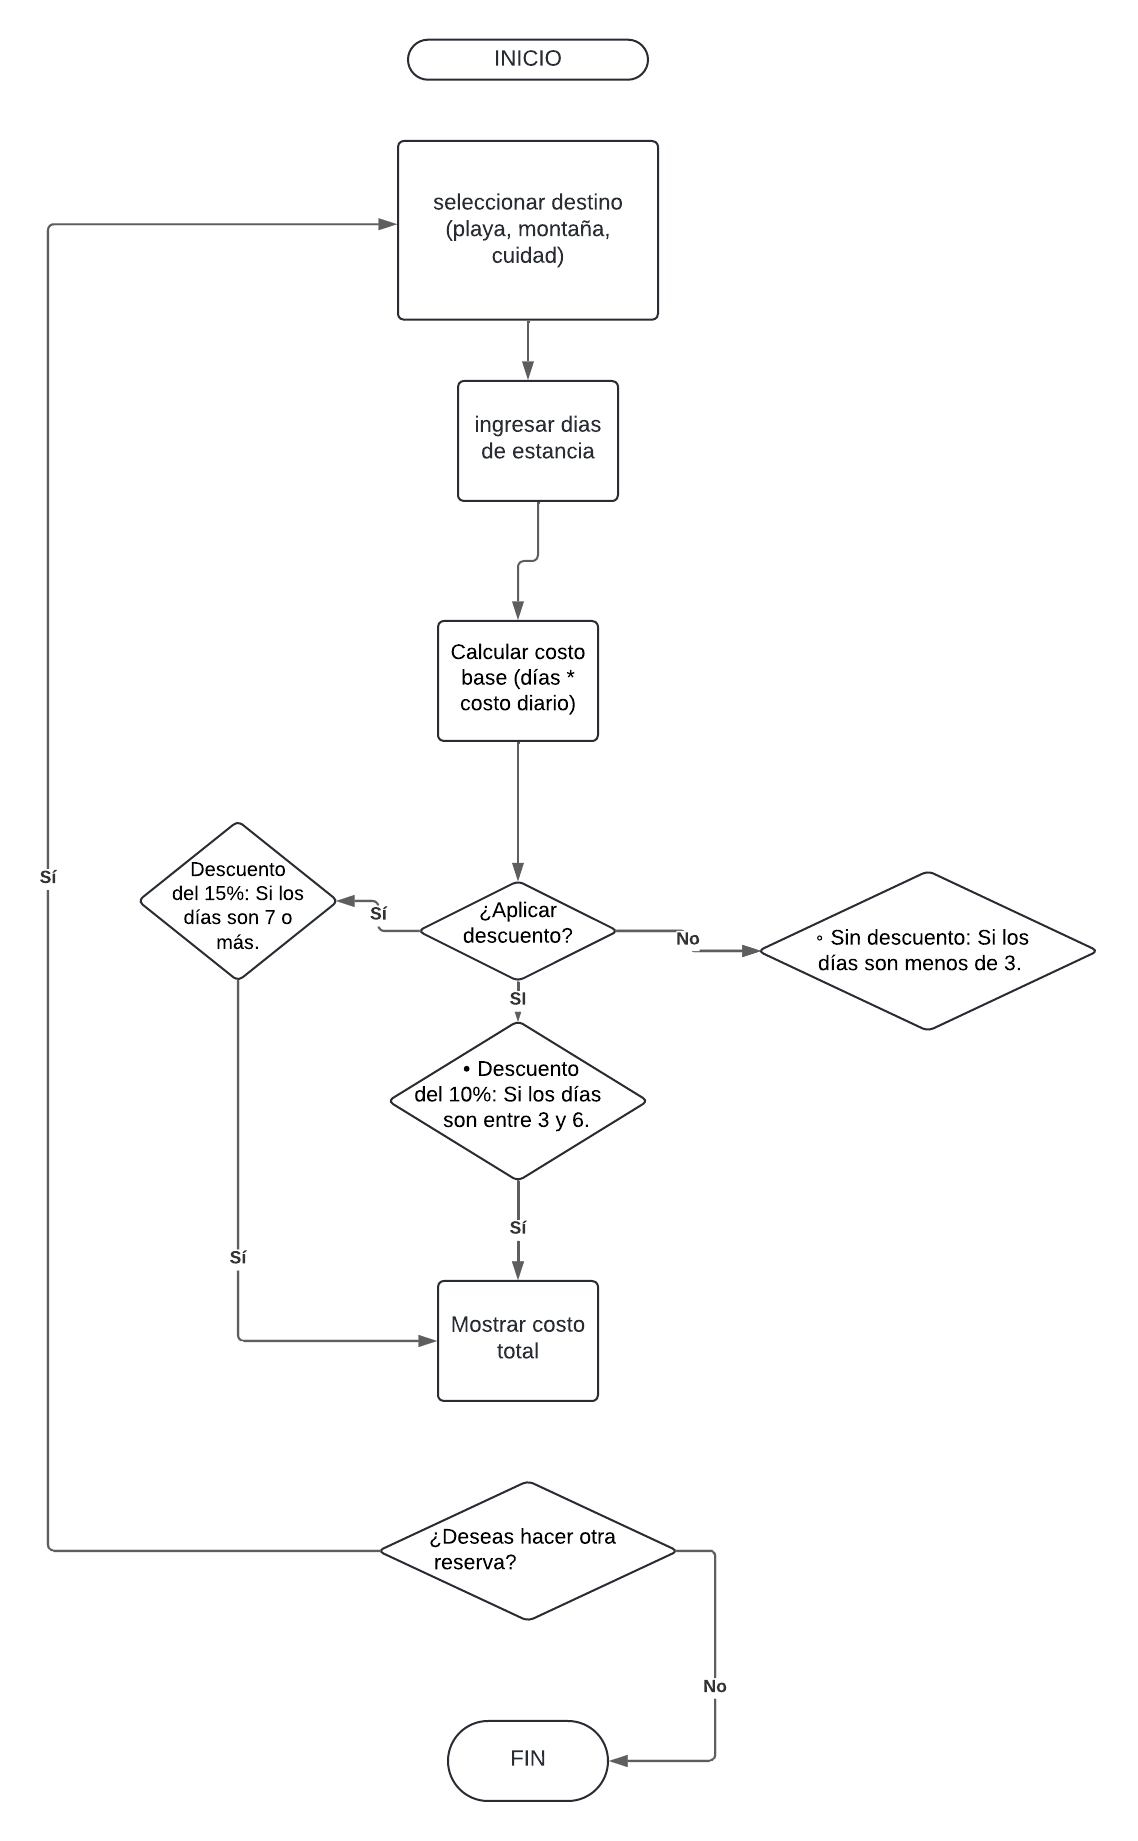 INICIO
seleccionar destino
(playa, montaña,
cuidad)
ingresar dias
de estancia
Calcular costo
base (días *
costo diario)
Sí
Descuento
del 15%: Si los
días son 7 o
más.
Sí
¿Aplicar
descuento?
No
◦ Sin descuento: Si los
días son menos de 3.
SI
• Descuento
del 10%: Si los días
son entre 3 y 6.
Sí
Sí
Mostrar costo
total
¿Deseas hacer otra
reserva?
No
FIN